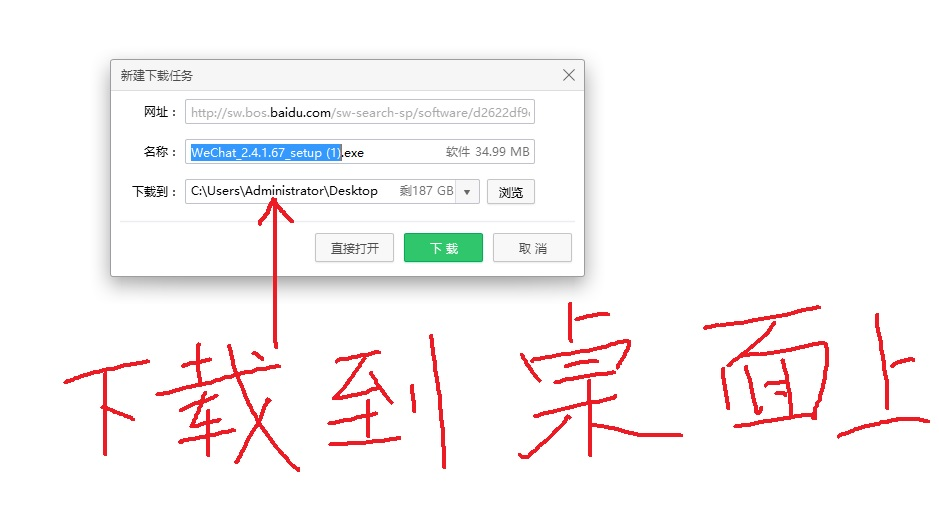 新建下载任务
网址： http://sw.bos.baidu.com/sw-search-sp/software/d2622df9
名称： WeChat_2.4.1.67_setup (1).exe 软件 34.99 MB
下载到： C:\Users\Administrator\Desktop 剩187 GB 浏览
直接打开 下载 取消
下载到桌面上